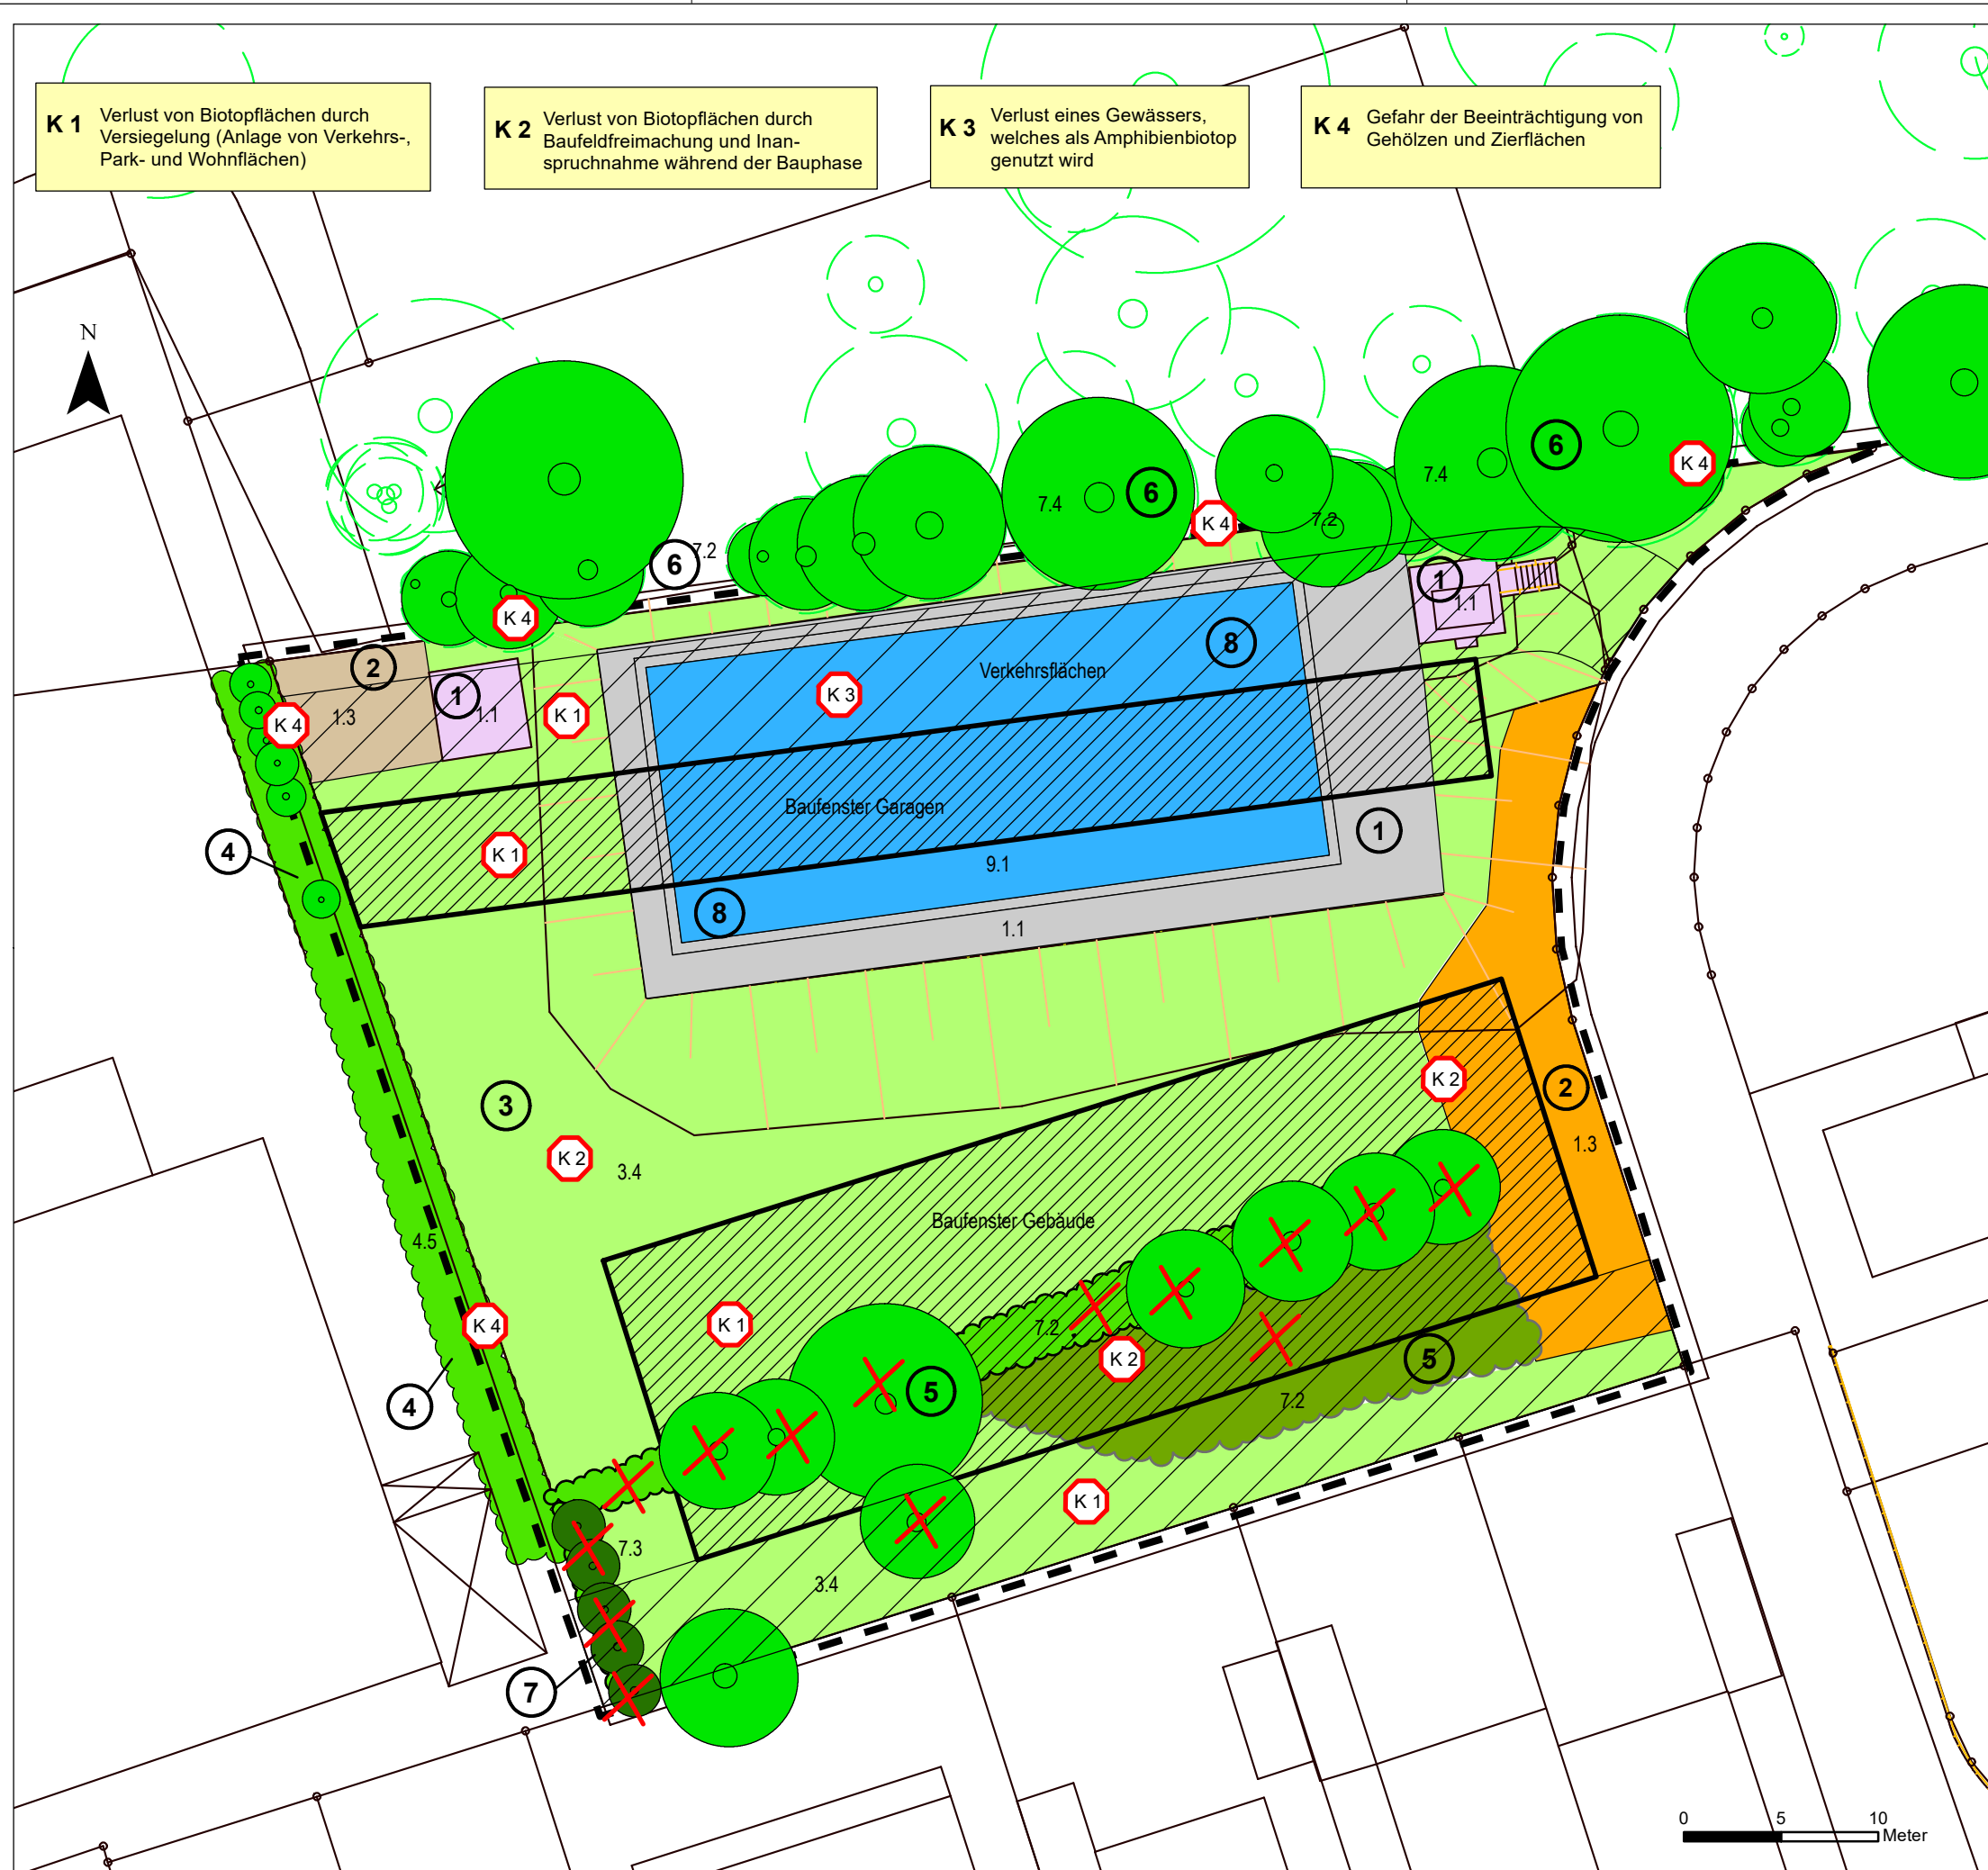 K 1
Verlust von Biotopflächen durch
Versiegelung (Anlage von Verkehrs-,
Park- und Wohnflächen)
K 2
Verlust von Biotopflächen durch
Baufeldfreimachung und Inan-
spruchnahme während der Bauphase
K 3
Verlust eines Gewässers,
welches als Amphibienbiotop
genutzt wird
K 4
Gefahr der Beeinträchtigung von
Gehölzen und Zierflächen
N
6
K 4
7.4
7.4
6
K 4
7.2
6
7.2
1
1.1
K 4
8
2
Verkehrsflächen
1
K 3
1.1
K 1
1.3
K 4
Baufenster Garagen
1
4
K 1
9.1
8
1.1
K 2
2
3
1.3
K 2
3.4
Baufenster Gebäude
4.5
K 1
K 4
7.2
K 2
5
5
7.2
4
K 1
7.3
3.4
7
0 5 10
Meter